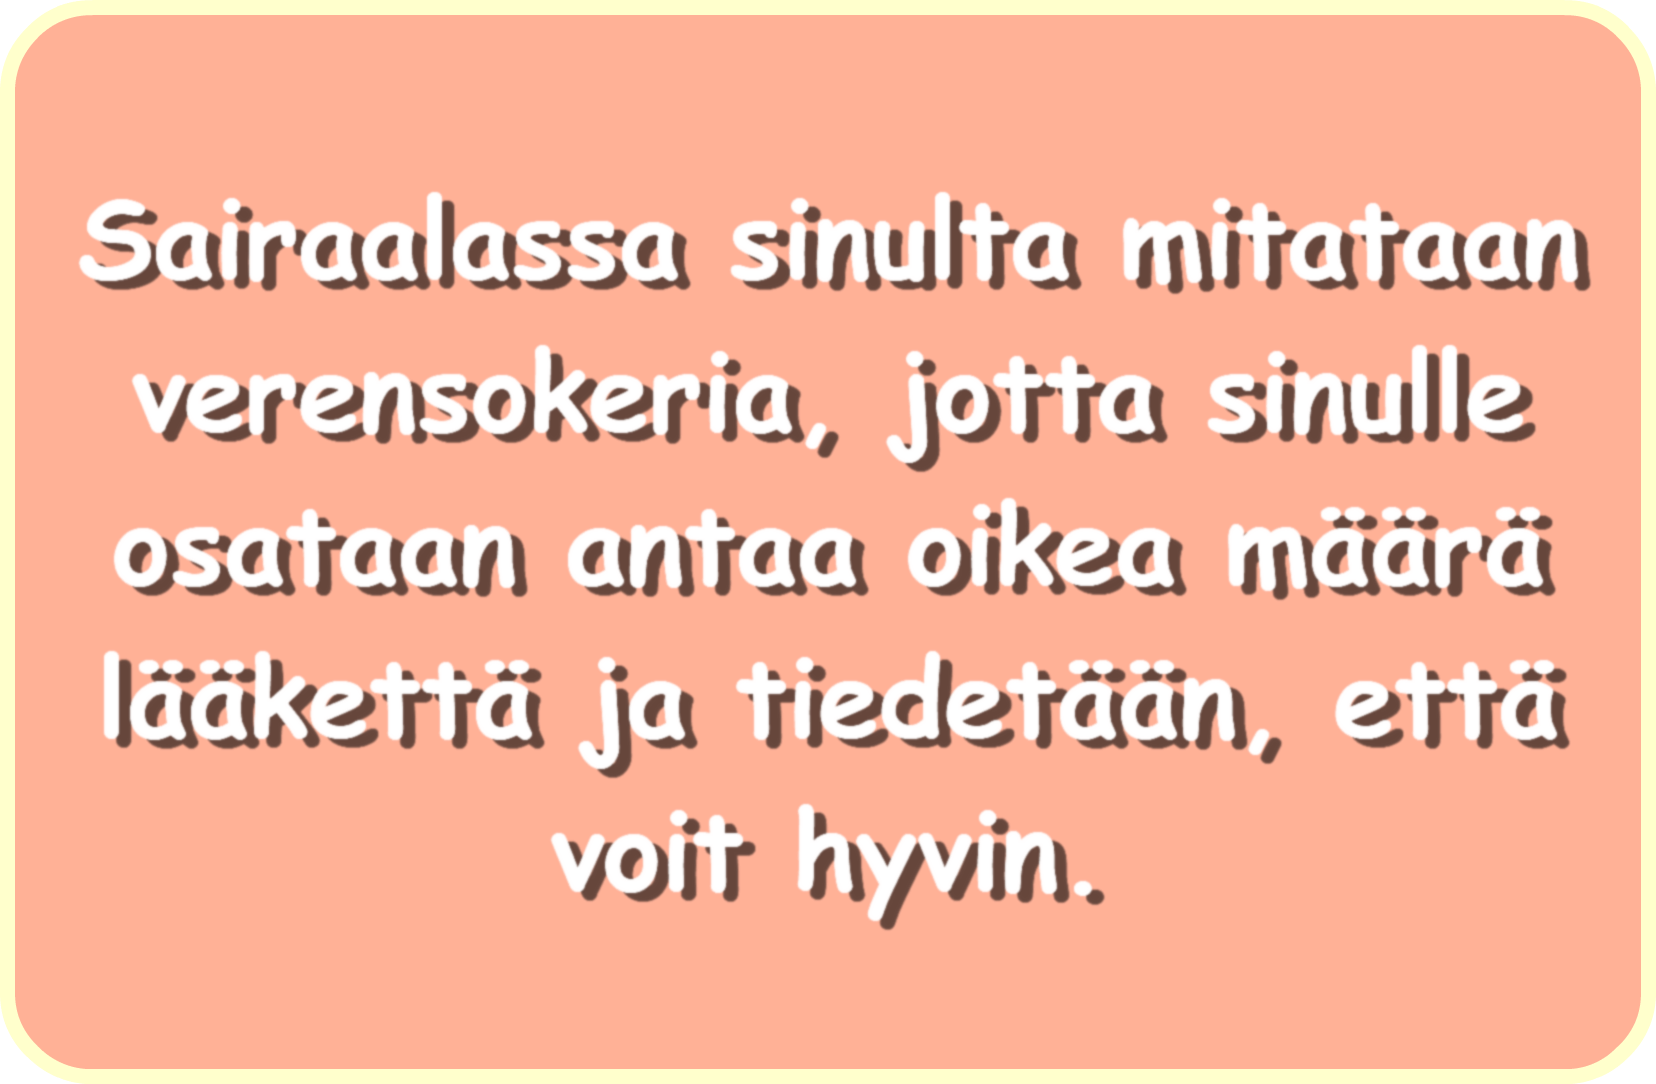 Sairaalassa sinulta mitataan
verensokeria, jotta sinulle
osataan antaa oikea määrä
lääkettä ja tiedetään, että
voit hyvin.